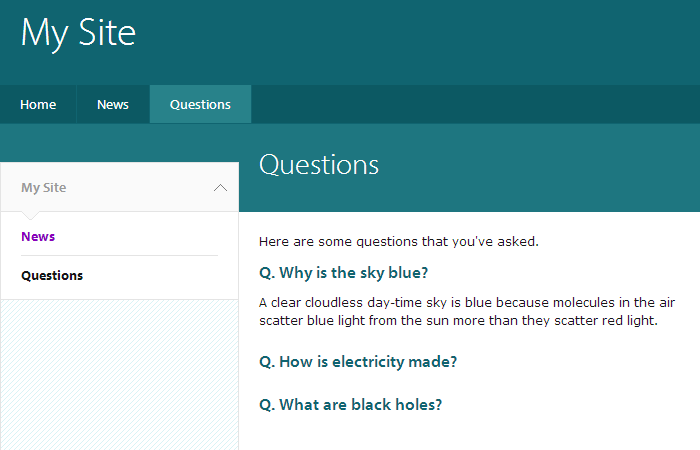 My Site
Home News Questions
Questions
My Site
News
Questions
Here are some questions that you've asked.
Q. Why is the sky blue?
A clear cloudless day-time sky is blue because molecules in the air
scatter blue light from the sun more than they scatter red light.
Q. How is electricity made?
Q. What are black holes?